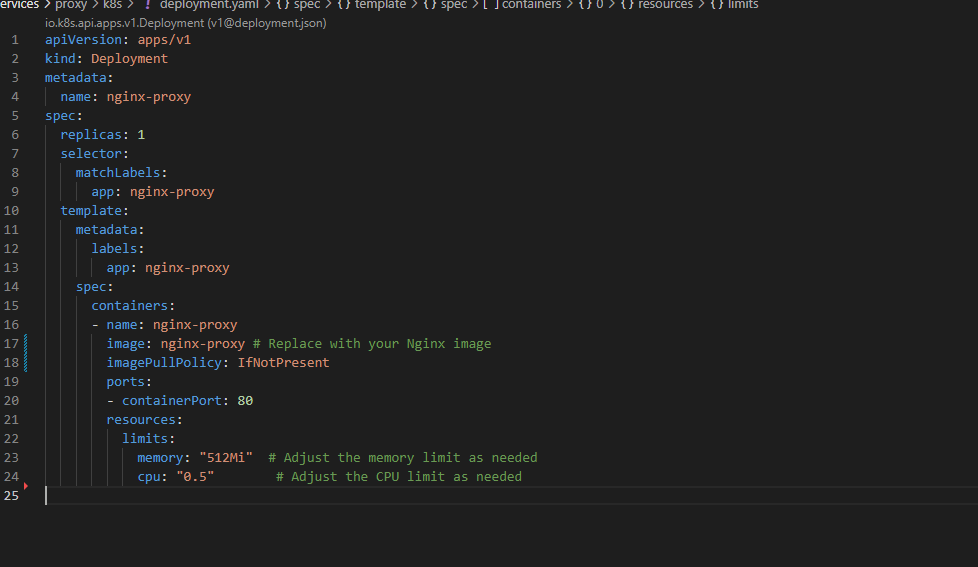 ervices > proxy > k8s > ! deployment.yaml > {} spec > {} template > {} spec > [ ] containers > {} 0 > {} resources > {} limits
io.k8s.api.apps.v1.Deployment (v1@deployment.json)
1 apiVersion: apps/v1
2 kind: Deployment
3 metadata:
4   name: nginx-proxy
5 spec:
6   replicas: 1
7   selector:
8     matchLabels:
9       app: nginx-proxy
10   template:
11     metadata:
12       labels:
13         app: nginx-proxy
14     spec:
15       containers:
16       - name: nginx-proxy
17         image: nginx-proxy # Replace with your Nginx image
18         imagePullPolicy: IfNotPresent
19         ports:
20         - containerPort: 80
21         resources:
22           limits:
23             memory: "512Mi"  # Adjust the memory limit as needed
24             cpu: "0.5"        # Adjust the CPU limit as needed
25